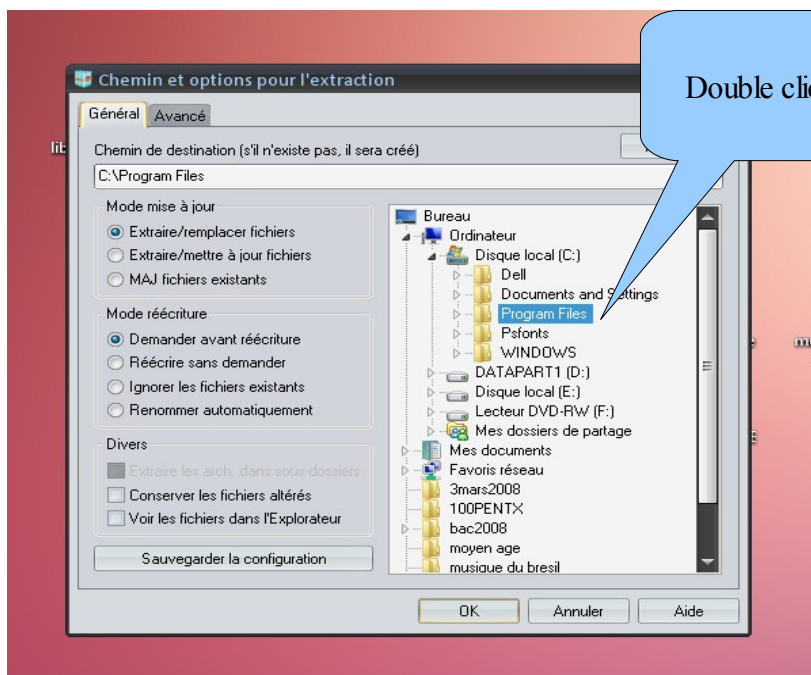 Double
Chemin et options pour l'extraction
Général Avancé
Chemin de destination (s'il n'existe pas, il sera créé)
C:\Program Files
Mode mise à jour
Extraire/remplacer fichiers
Extraire/mettre à jour fichiers
MAJ fichiers existants
Mode réécriture
Demander avant réécriture
Réécrire sans demander
Ignorer les fichiers existants
Renommer automatiquement
Divers
Extraire les arch. dans sous-dossiers
Conserver les fichiers altérés
Voir les fichiers dans l'Explorateur
Sauvegarder la configuration
Bureau
Ordinateur
Disque local (C:)
Dell
Documents and Settings
Program Files
Psfonts
WINDOWS
DATAPART1 (D:)
Disque local (E:)
Lecteur DVD-RW (F:)
Mes dossiers de partage
Mes documents
Favoris réseau
3mars2008
100PENTX
bac2008
moyen age
musique du bresil
OK Annuler Aide